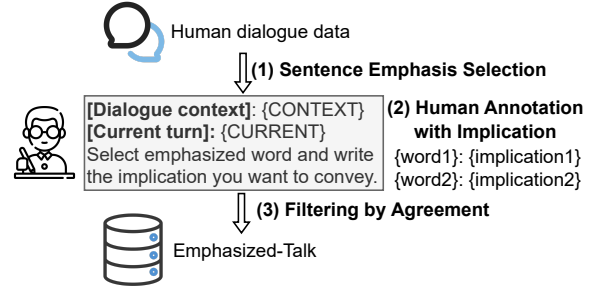 Human dialogue data
(1) Sentence Emphasis Selection
[Dialogue context]: {CONTEXT}
[Current turn]: {CURRENT}
Select emphasized word and write
the implication you want to convey.
(2) Human Annotation
with Implication
{word1}: {implication1}
{word2}: {implication2}
(3) Filtering by Agreement
Emphasized-Talk